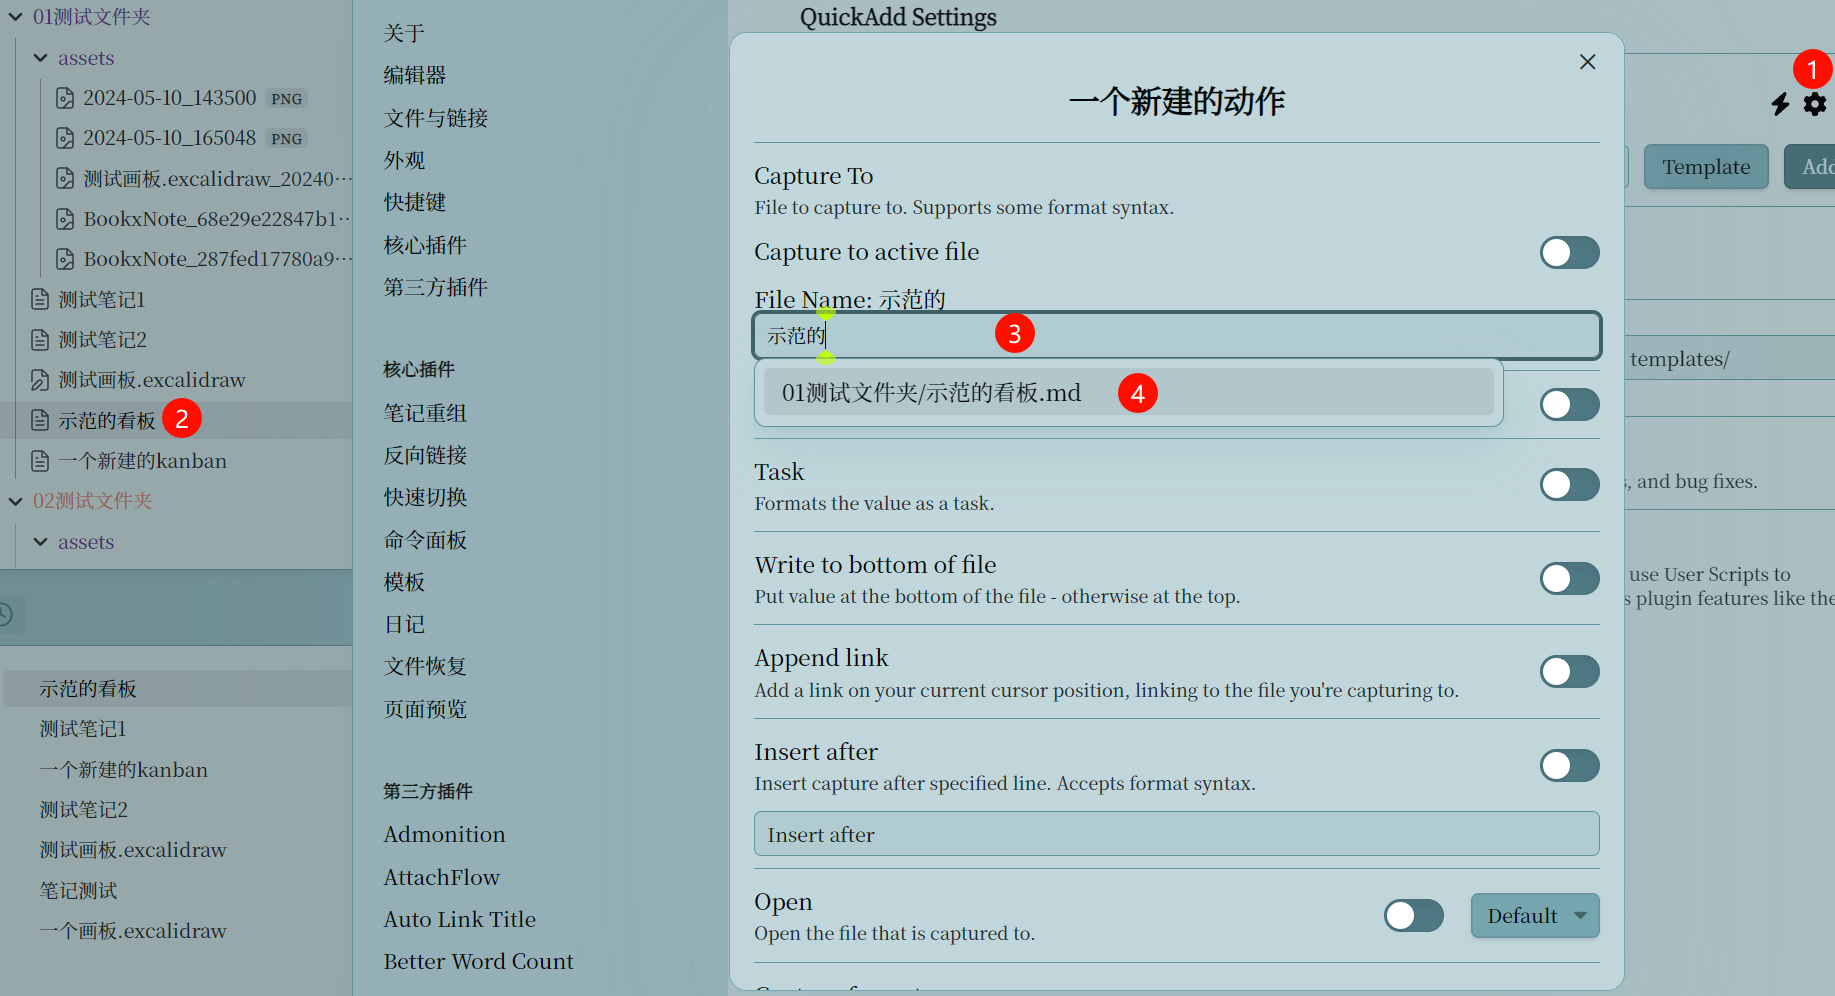 01测试文件夹
assets
2024-05-10_143500 PNG
2024-05-10_165048 PNG
测试画板.excalidraw_20240…
BookxNote_68e29e22847b1…
BookxNote_287fed17780a9…
测试笔记1
测试笔记2
测试画板.excalidraw
示范的看板 2
一个新建的kanban
02测试文件夹
assets
示范的看板
测试笔记1
一个新建的kanban
测试笔记2
测试画板.excalidraw
笔记测试
一个画板.excalidraw
关于
编辑器
文件与链接
外观
快捷键
核心插件
第三方插件
核心插件
笔记重组
反向链接
快速切换
命令面板
模板
日记
文件恢复
页面预览
第三方插件
Admonition
AttachFlow
Auto Link Title
Better Word Count
QuickAdd Settings
一个新建的动作
Capture To
File to capture to. Supports some format syntax.
Capture to active file
File Name: 示范的
示范的 3
01测试文件夹/示范的看板.md 4
Task
Formats the value as a task.
Write to bottom of file
Put value at the bottom of the file - otherwise at the top.
Append link
Add a link on your current cursor position, linking to the file you're capturing to.
Insert after
Insert capture after specified line. Accepts format syntax.
Insert after
Open
Default
Open the file that is captured to.
1
Template
Add
templates/
, and bug fixes.
use User Scripts to
s plugin features like the